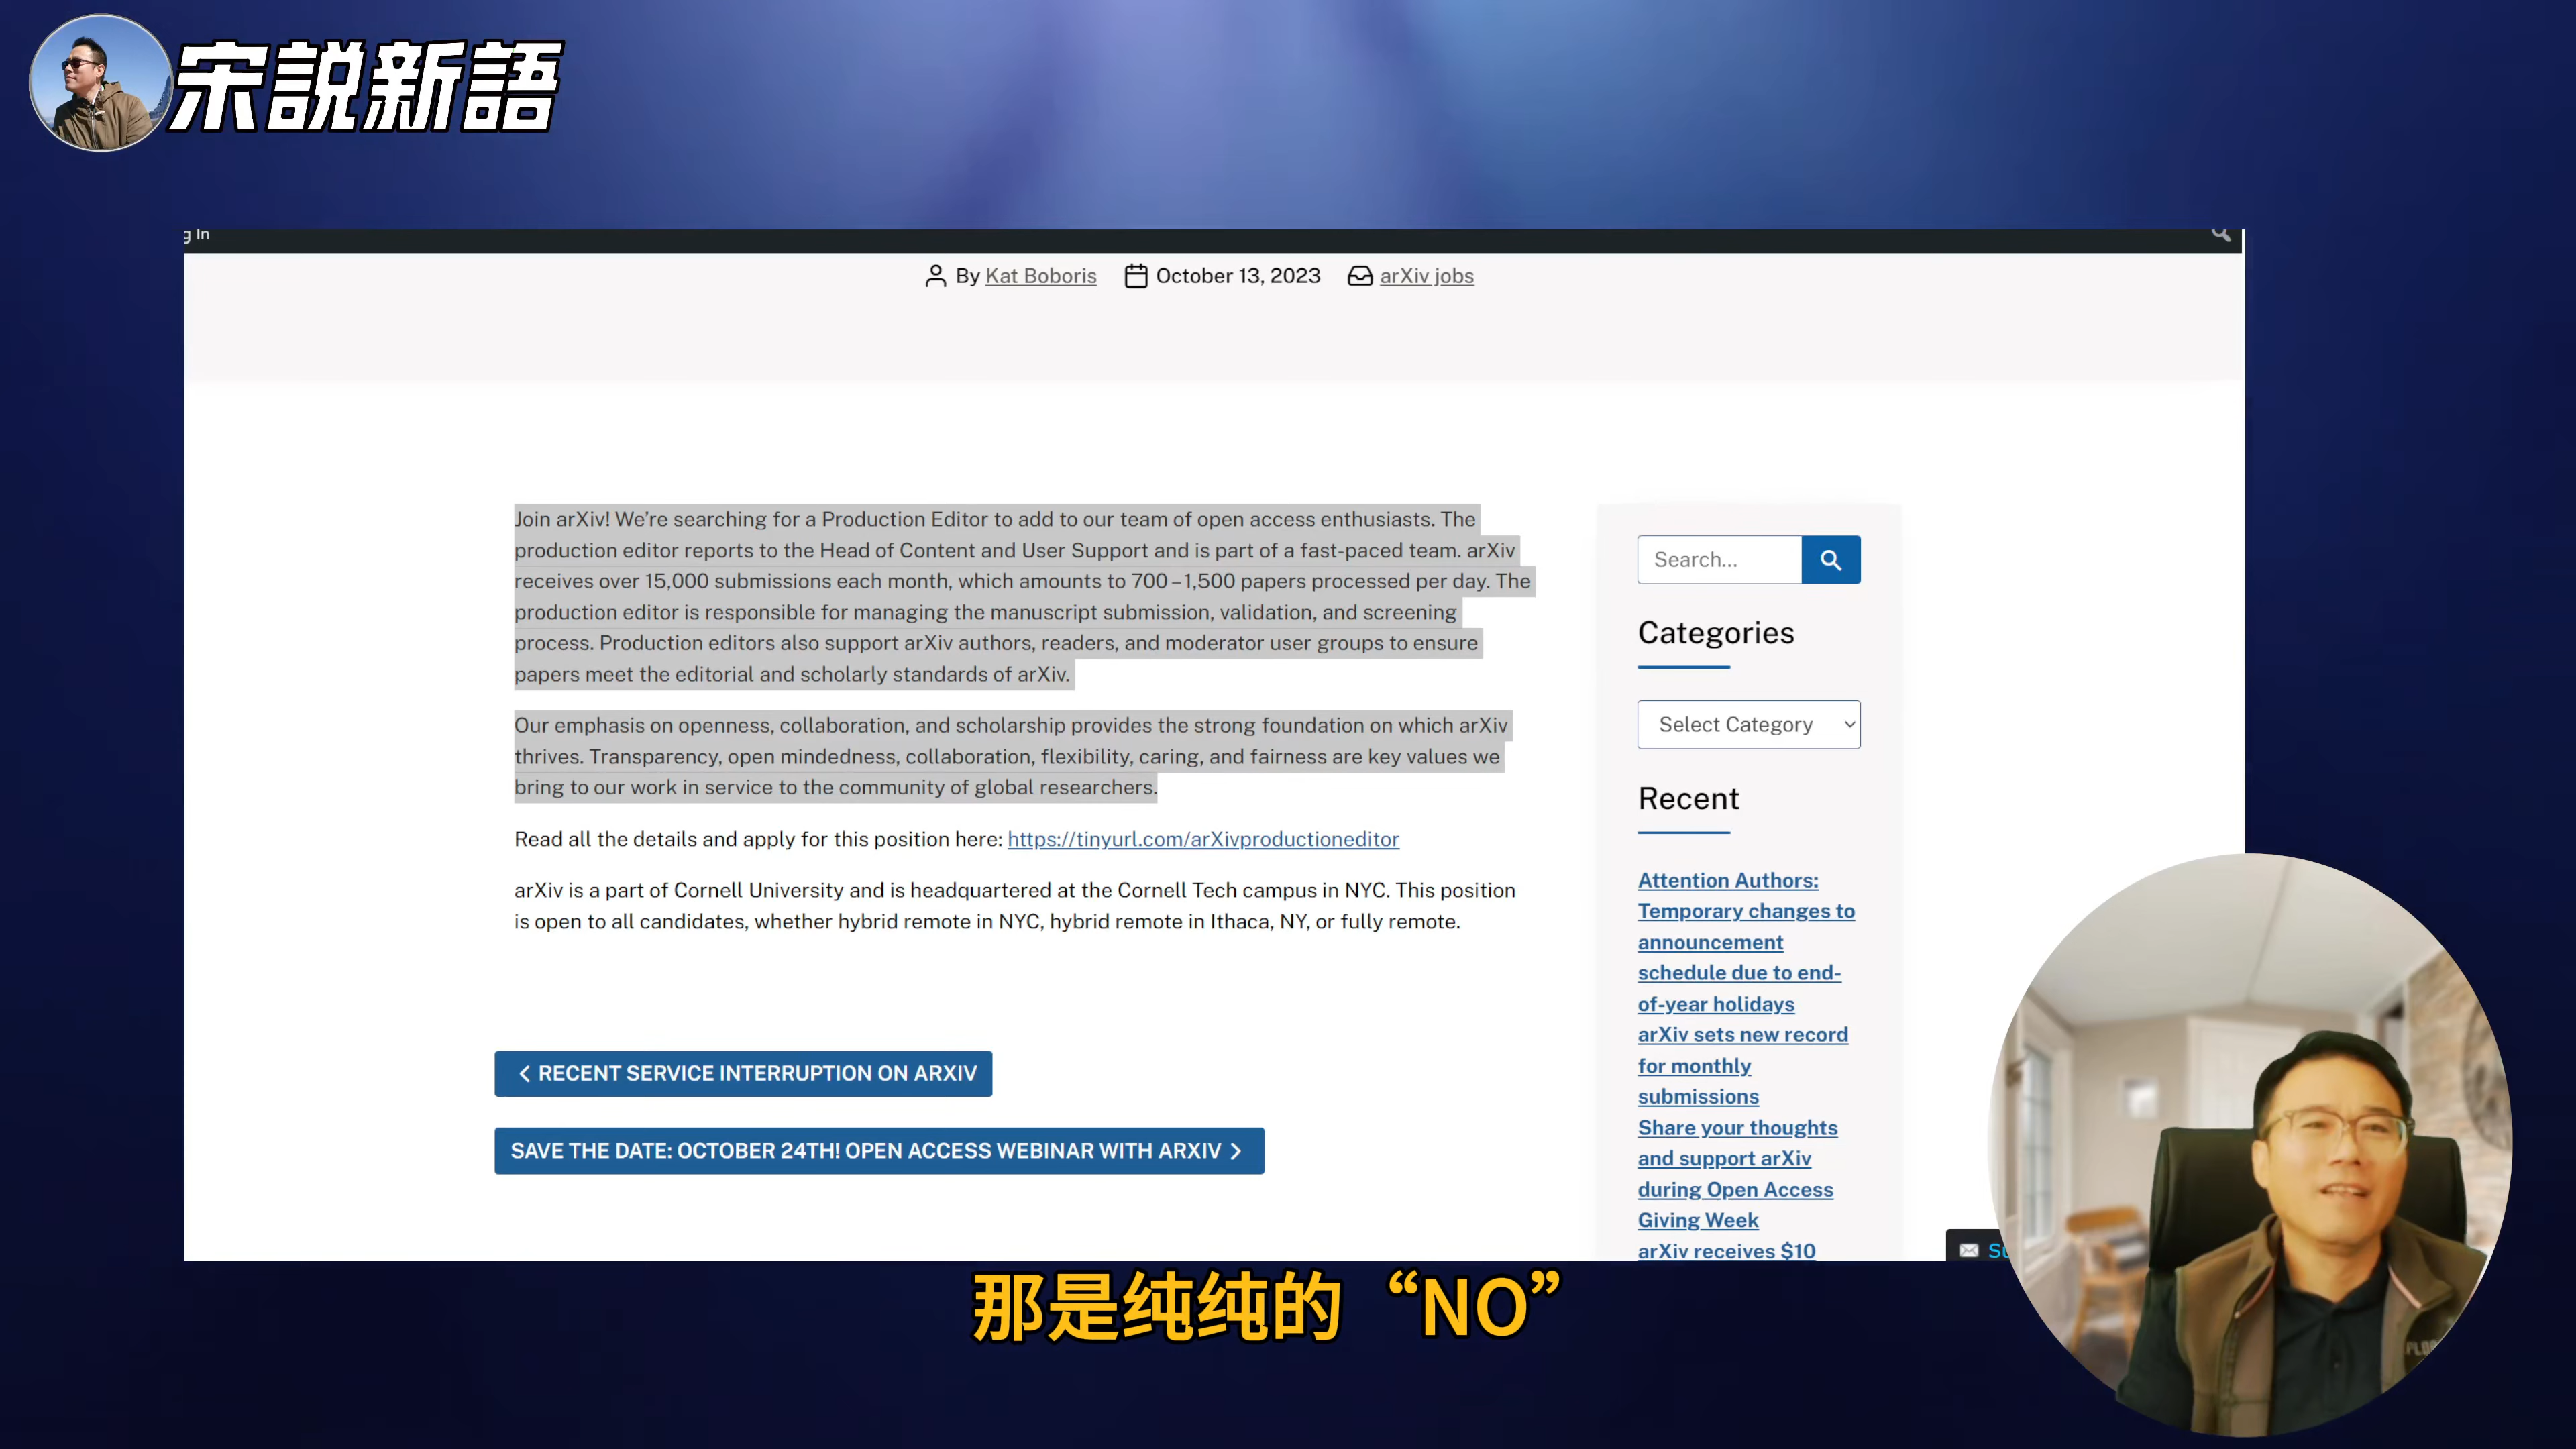 宋説新語
g In
By Kat Boboris October 13, 2023 arXiv jobs
Join arXiv! We’re searching for a Production Editor to add to our team of open access enthusiasts. The
production editor reports to the Head of Content and User Support and is part of a fast-paced team. arXiv
receives over 15,000 submissions each month, which amounts to 700–1,500 papers processed per day. The
production editor is responsible for managing the manuscript submission, validation, and screening
process. Production editors also support arXiv authors, readers, and moderator user groups to ensure
papers meet the editorial and scholarly standards of arXiv.
Our emphasis on openness, collaboration, and scholarship provides the strong foundation on which arXiv
thrives. Transparency, open mindedness, collaboration, flexibility, caring, and fairness are key values we
bring to our work in service to the community of global researchers.
Read all the details and apply for this position here: https://tinyurl.com/arXivproductioneditor
arXiv is a part of Cornell University and is headquartered at the Cornell Tech campus in NYC. This position
is open to all candidates, whether hybrid remote in NYC, hybrid remote in Ithaca, NY, or fully remote.
RECENT SERVICE INTERRUPTION ON ARXIV
SAVE THE DATE: OCTOBER 24TH! OPEN ACCESS WEBINAR WITH ARXIV
Search...
Categories
Select Category
Recent
Attention Authors:
Temporary changes to
announcement
schedule due to end-
of-year holidays
arXiv sets new record
for monthly
submissions
Share your thoughts
and support arXiv
during Open Access
Giving Week
arXiv receives $10
那是纯纯的“NO”